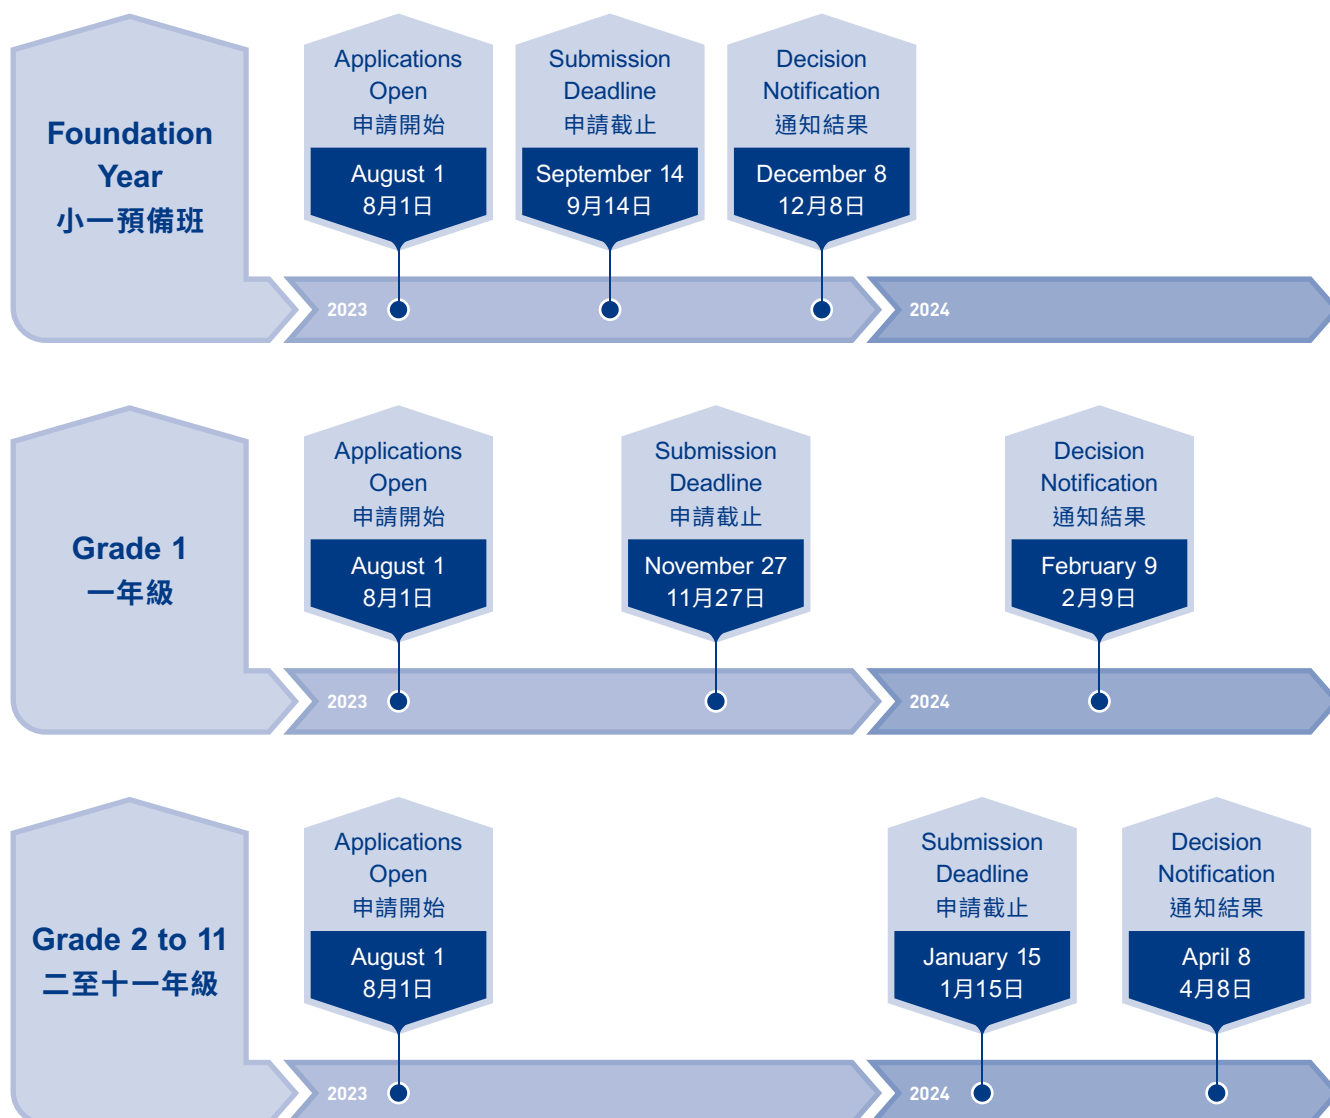 Foundation
Year
小一預備班
Applications
Open
申請開始
August 1
8月1日
Submission
Deadline
申請截止
September 14
9月14日
Decision
Notification
通知結果
December 8
12月8日
2023
2024
Grade 1
一年級
Applications
Open
申請開始
August 1
8月1日
Submission
Deadline
申請截止
November 27
11月27日
Decision
Notification
通知結果
February 9
2月9日
2023
2024
Grade 2 to 11
二至十一年級
Applications
Open
申請開始
August 1
8月1日
Submission
Deadline
申請截止
January 15
1月15日
Decision
Notification
通知結果
April 8
4月8日
2023
2024